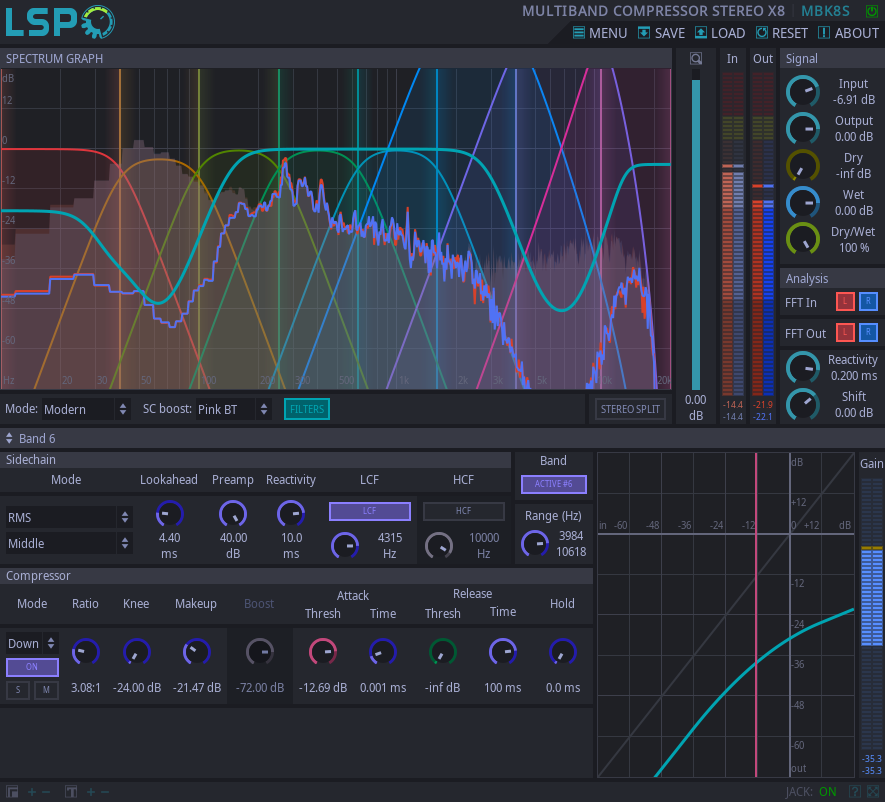 LSP
MULTIBAND COMPRESSOR STEREO X8 MBK8S
MENU SAVE LOAD RESET ABOUT
SPECTRUM GRAPH
In Out
Signal
dB
12
0
-12
-24
-36
-48
-60
Hz 20 30 50 100 200 300 500 1k 2k 3k 5k 10k 20k
Input
-6.91 dB
Output
0.00 dB
Dry
-inf dB
Wet
0.00 dB
Dry/Wet
100 %
Analysis
FFT In L R
FFT Out L R
Reactivity
0.200 ms
Shift
0.00 dB
0.00
dB
-14.4 -21.9
-14.4 -22.1
Mode: Modern SC boost: Pink BT FILTERS STEREO SPLIT
Band 6
Sidechain
Mode Lookahead Preamp Reactivity LCF HCF
RMS
Middle
4.40
ms
40.00
dB
10.0
ms
LCF
4315
Hz
HCF
10000
Hz
Band
ACTIVE #6
Range (Hz)
3984
10618
Compressor
Mode Ratio Knee Makeup Boost
Attack
Thresh Time
Release
Thresh Time
Hold
Down
ON
S M
3.08:1 -24.00 dB -21.47 dB -72.00 dB -12.69 dB 0.001 ms -inf dB 100 ms 0.0 ms
dB
+12
in -60 -48 -36 -24 -12 0 +12 dB
-12
-24
-36
-48
-60
out
Gain
-35.3
-35.3
JACK: ON